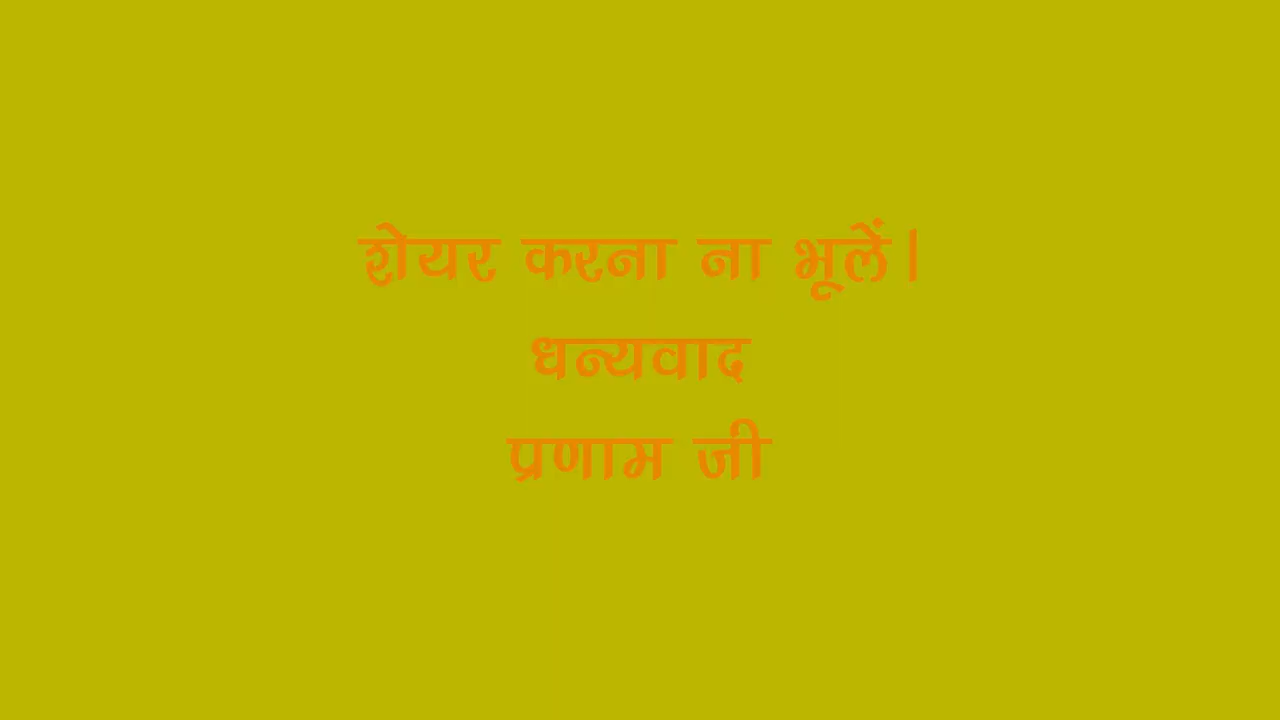 शेयर करना ना भूलें।
धन्यवाद
प्रणाम जी